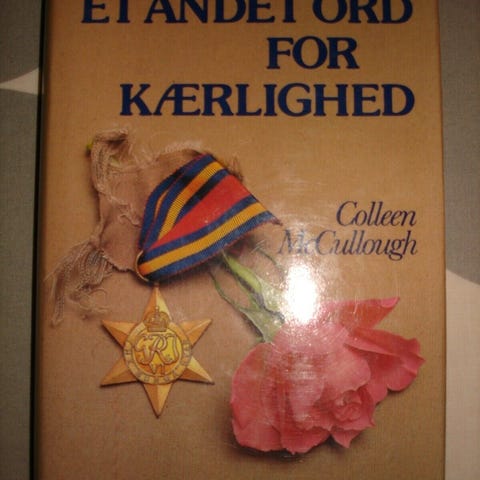 ET ANDET ORD
FOR
KÆRLIGHED
Colleen
McCullough